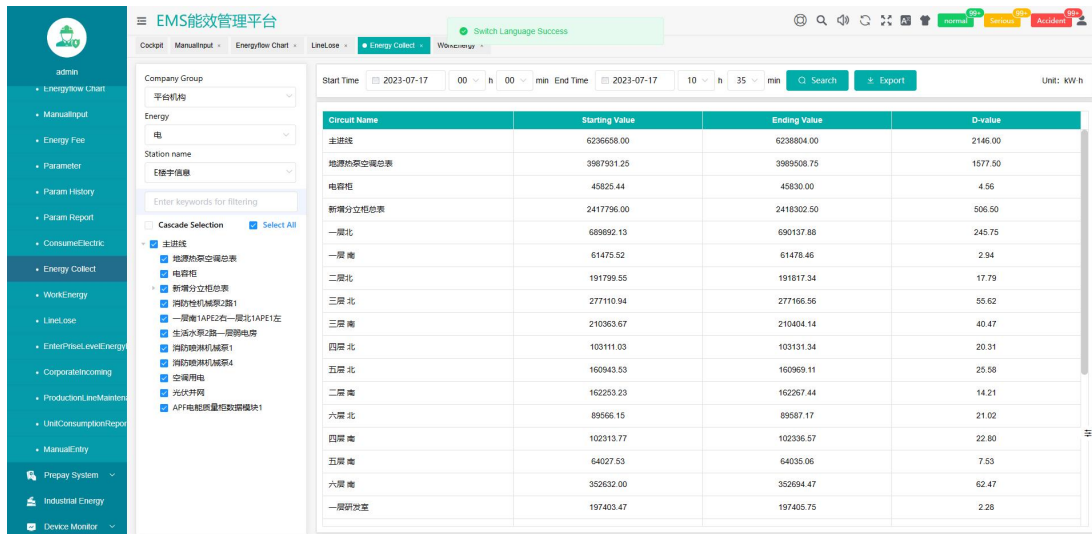 EMS能效管理平台
Switch Language Success
normal 99+ Serious 99+ Accident 99+
Cockpit ManualInput × Energyflow Chart × LineLose × Energy Collect × WorkEnergy ×
admin
Energyflow Chart
ManualInput
Energy Fee
Parameter
Param History
Param Report
ConsumeElectric
Energy Collect
WorkEnergy
LineLose
EnterPriseLevelEnergy
CorporateIncoming
ProductionLineMainten
UnitConsumptionRepor
ManualEntry
Prepay System
Industrial Energy
Device Monitor
Company Group
平台机构
Energy
电
Station name
E楼宇信息
Enter keywords for filtering
Cascade Selection Select All
主进线
地源热泵空调总表
电容柜
新增分立柜总表
消防栓机械泵2路1
一层南1APE2右—层北1APE1左
生活水泵2路—层弱电房
消防喷淋机械泵1
消防喷淋机械泵4
空调用电
光伏并网
APF电能质量柜数据模块1
Start Time 2023-07-17 00 h 00 min End Time 2023-07-17 10 h 35 min Search Export Unit: kW·h
Circuit Name Starting Value Ending Value D-value
主进线 6236658.00 6238804.00 2146.00
地源热泵空调总表 3987931.25 3989508.75 1577.50
电容柜 45825.44 45830.00 4.56
新增分立柜总表 2417796.00 2418302.50 506.50
一层北 689892.13 690137.88 245.75
一层 南 61475.52 61478.46 2.94
二层北 191799.55 191817.34 17.79
三层 北 277110.94 277166.56 55.62
三层 南 210363.67 210404.14 40.47
四层 北 103111.03 103131.34 20.31
五层 北 160943.53 160969.11 25.58
二层 南 162253.23 162267.44 14.21
六层 北 89566.15 89587.17 21.02
四层 南 102313.77 102336.57 22.80
五层 南 64027.53 64035.06 7.53
六层 南 352632.00 352694.47 62.47
一层研发室 197403.47 197405.75 2.28